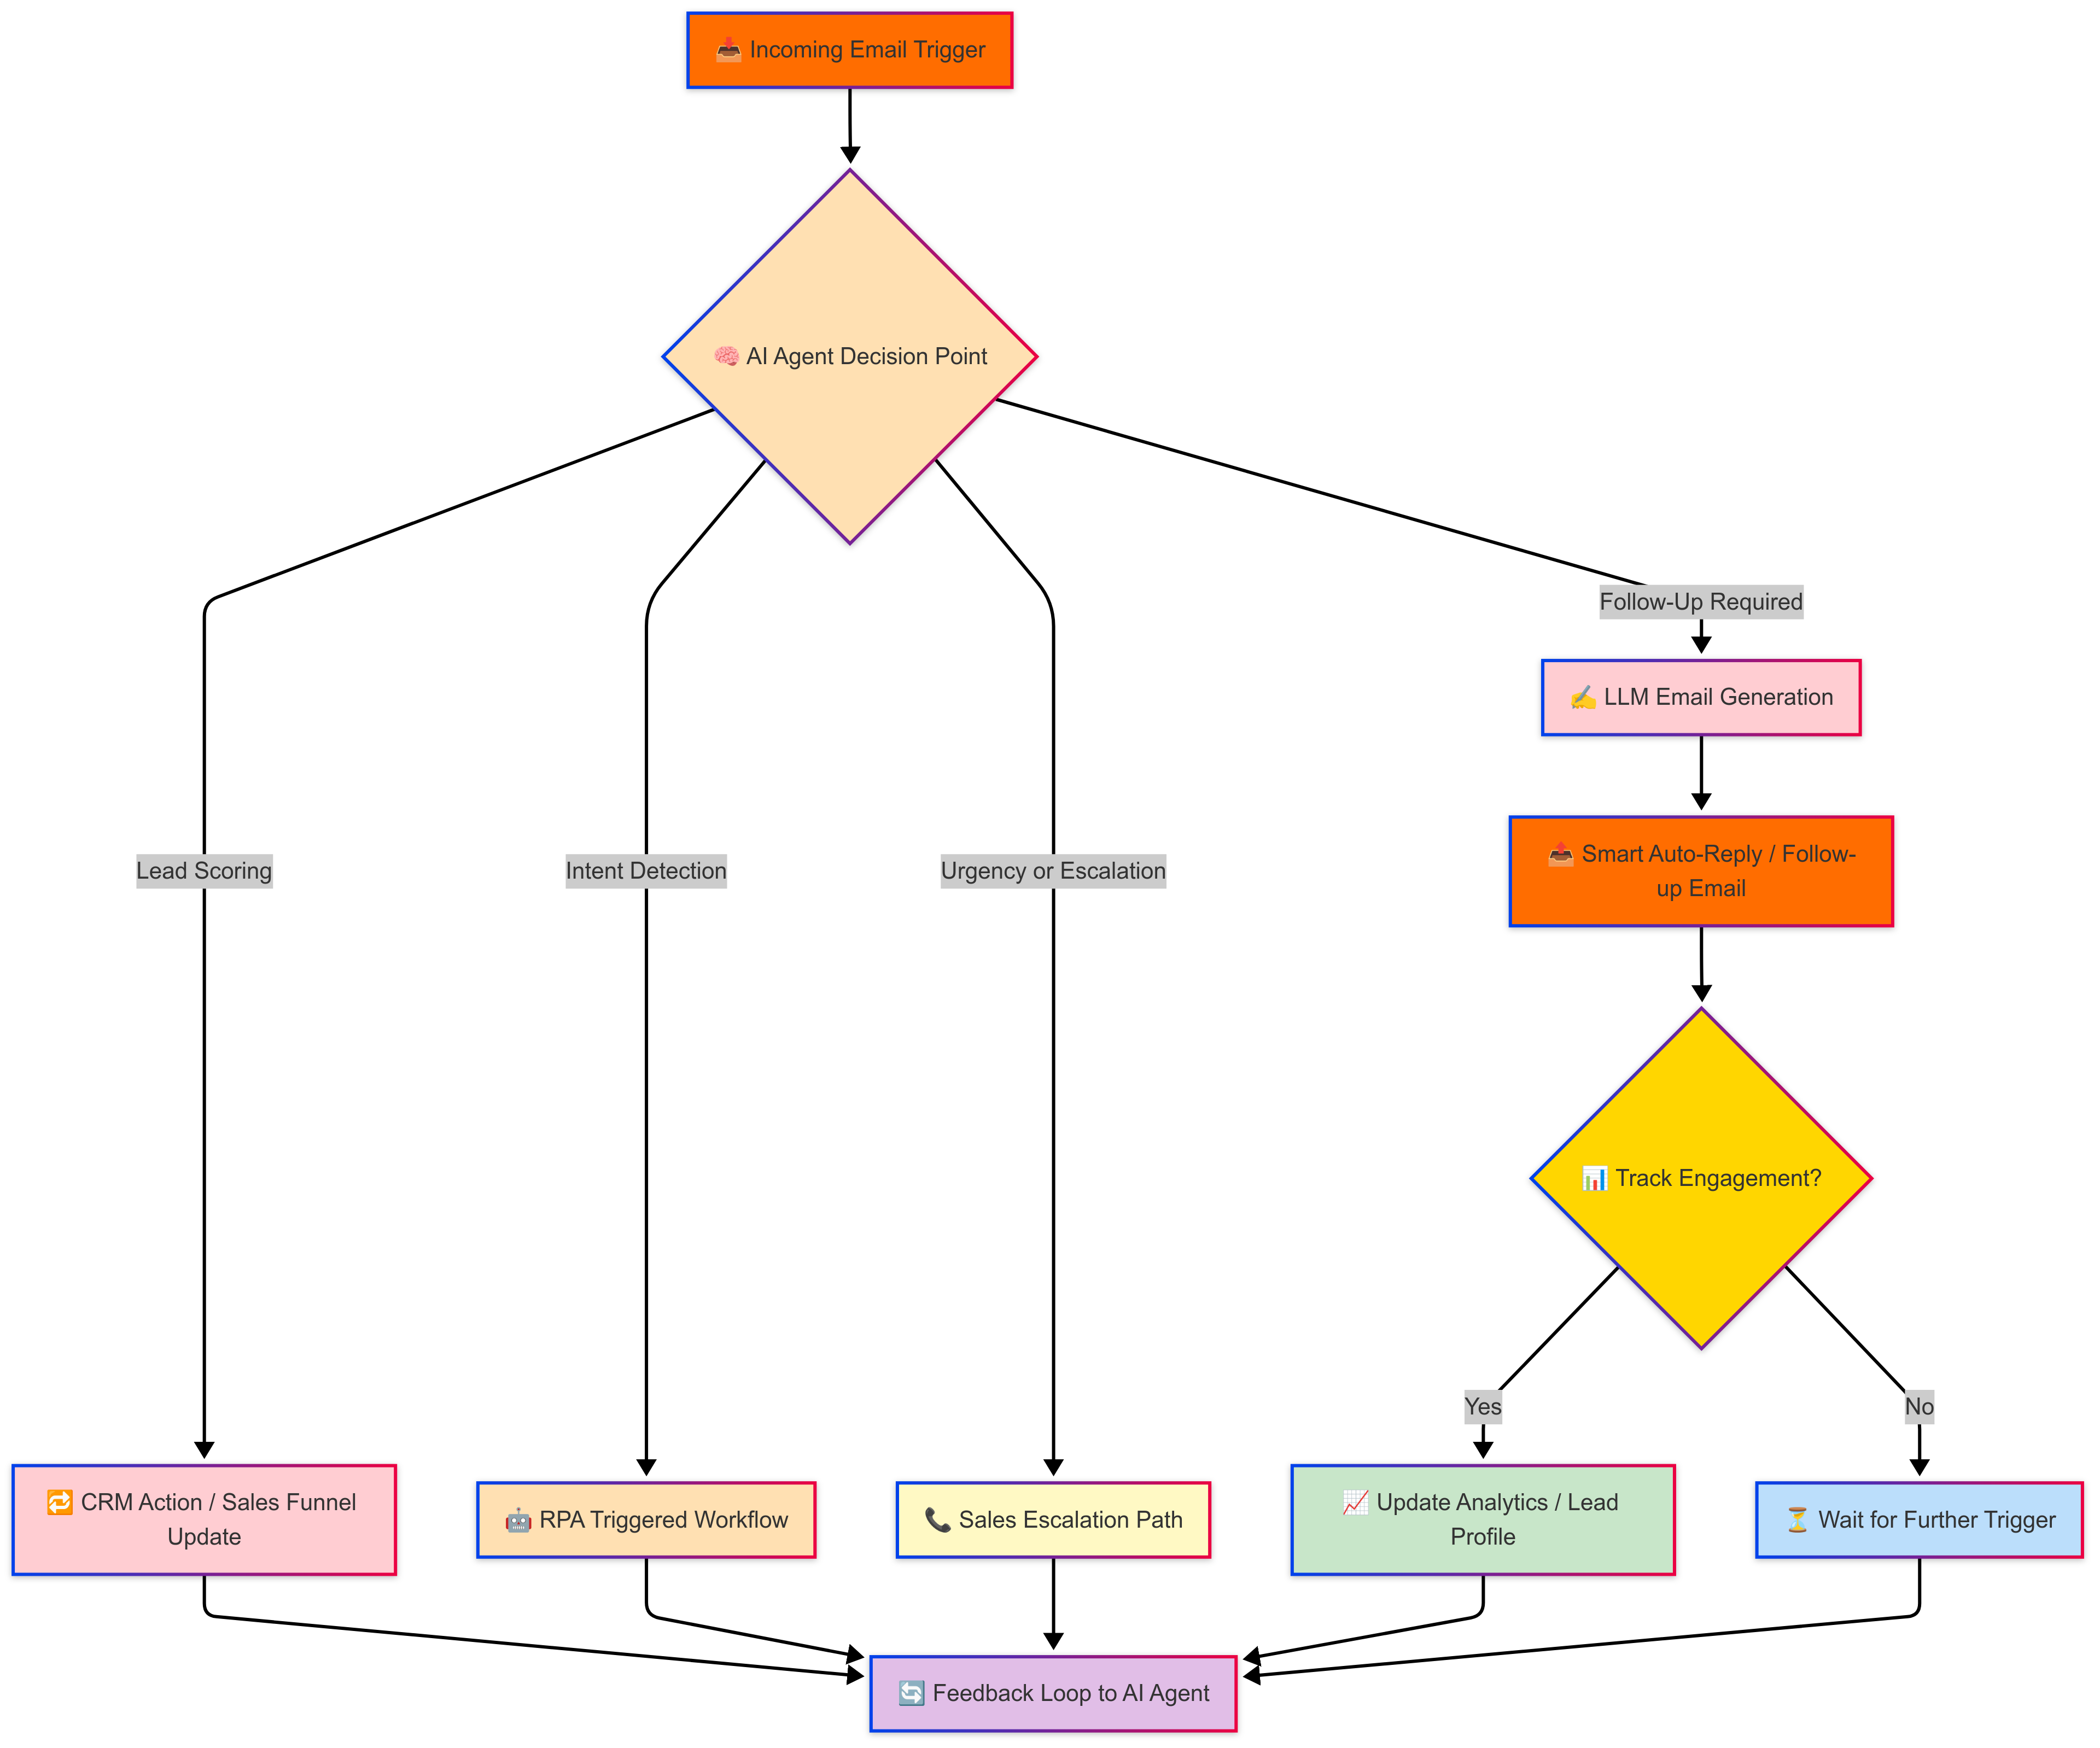 📥 Incoming Email Trigger
🧠 AI Agent Decision Point
Follow-Up Required
✍️ LLM Email Generation
📤 Smart Auto-Reply / Follow-
up Email
Lead Scoring
Intent Detection
Urgency or Escalation
📊 Track Engagement?
Yes
No
🔁 CRM Action / Sales Funnel
Update
🤖 RPA Triggered Workflow
📞 Sales Escalation Path
📈 Update Analytics / Lead
Profile
⏳ Wait for Further Trigger
🔄 Feedback Loop to AI Agent